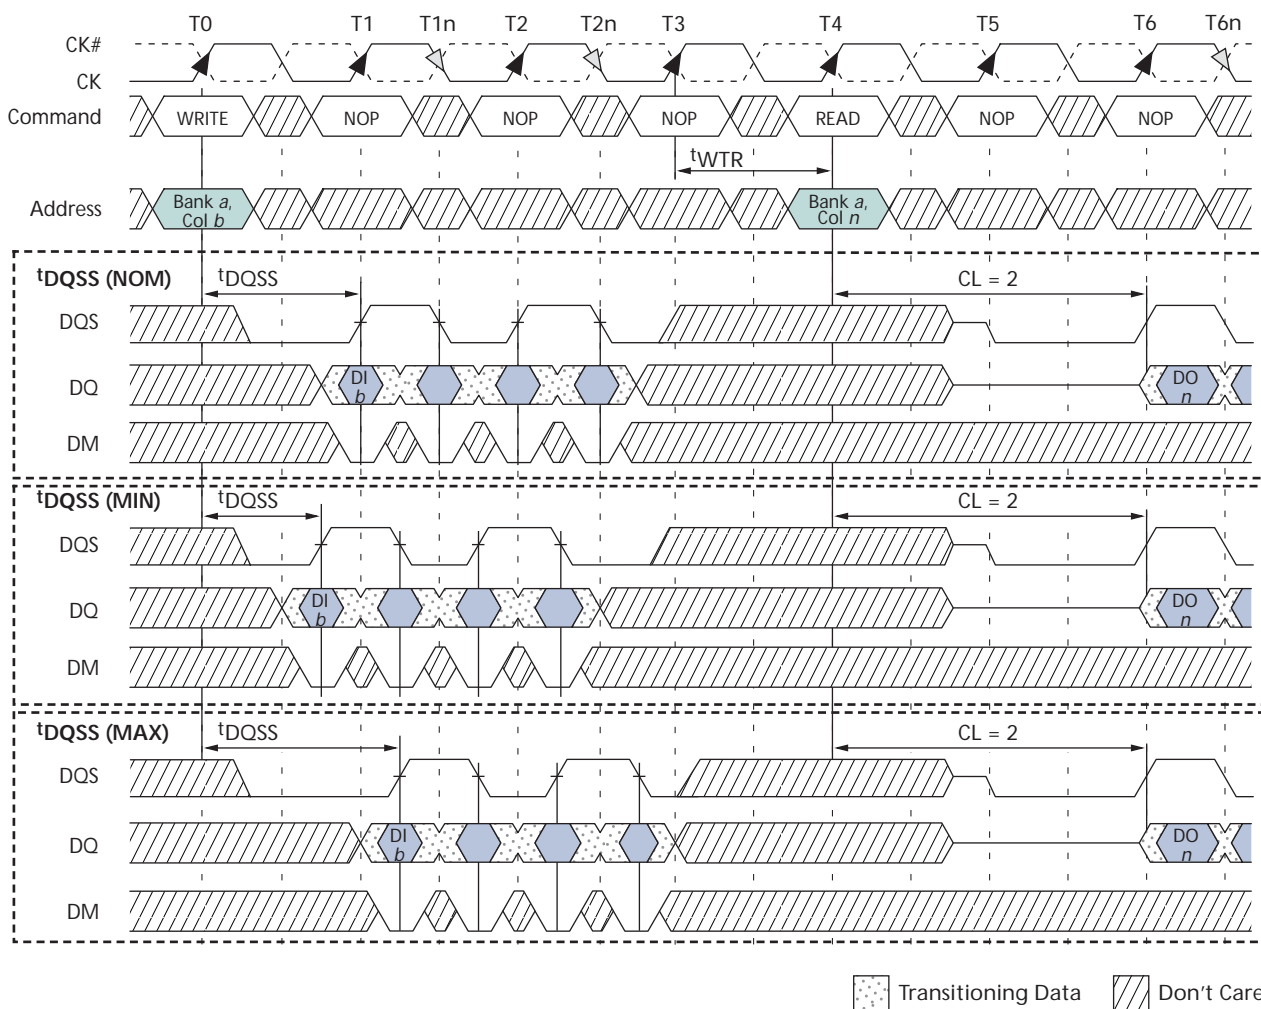 T0 T1 T1n T2 T2n T3 T4 T5 T6 T6n
CK#
CK
Command WRITE NOP NOP NOP READ NOP NOP
tWTR
Address Bank a, Col b Bank a, Col n
tDQSS (NOM) tDQSS CL = 2
DQS
DQ DI b DO n
DM
tDQSS (MIN) tDQSS CL = 2
DQS
DQ DI b DO n
DM
tDQSS (MAX) tDQSS CL = 2
DQS
DQ DI b DO n
DM
Transitioning Data Don't Care